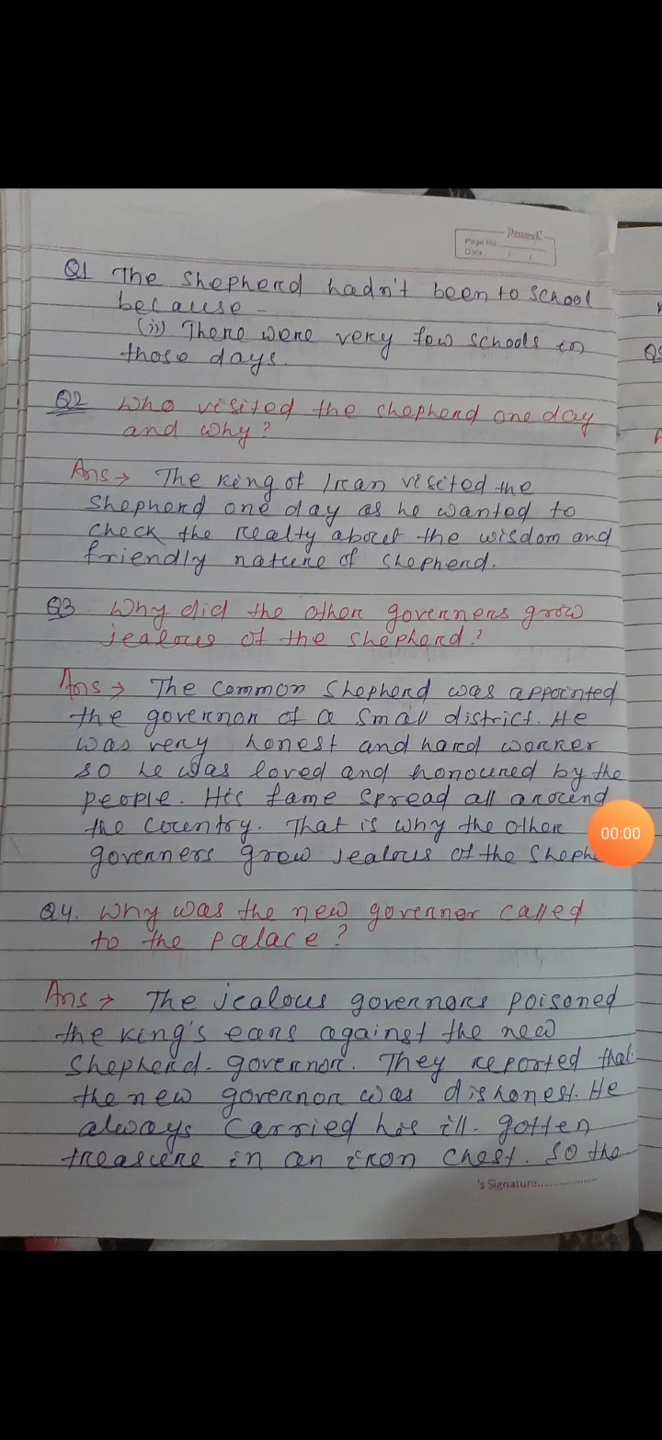 Page No.
Date / /
Q1 The Shepherd hadn't been to School
because -
(ii) There were very few schools in
those days.
Q2 Who visited the shepherd one day
and why?
Ans → The King of Iran visited the
Shepherd one day as he wanted to
check the realty about the wisdom and
friendly nature of shepherd.
Q3 Why did the other governers grow
jealous of the shepherd?
Ans → The common Shepherd was appointed
the governor of a small district. He
was very honest and hard worker
so he was loved and honoured by the
people. His fame spread all around
the country. That is why the other
governers grow jealous of the Sheph
Q4. Why was the new governor called
to the palace?
Ans → The jealous governors poisoned
the king's ears against the new
Shepherd-governor. They reported that
the new governor was dishonest. He
always Carried his ill-gotten
treasure in an iron chest. So the
's Signature
00:00